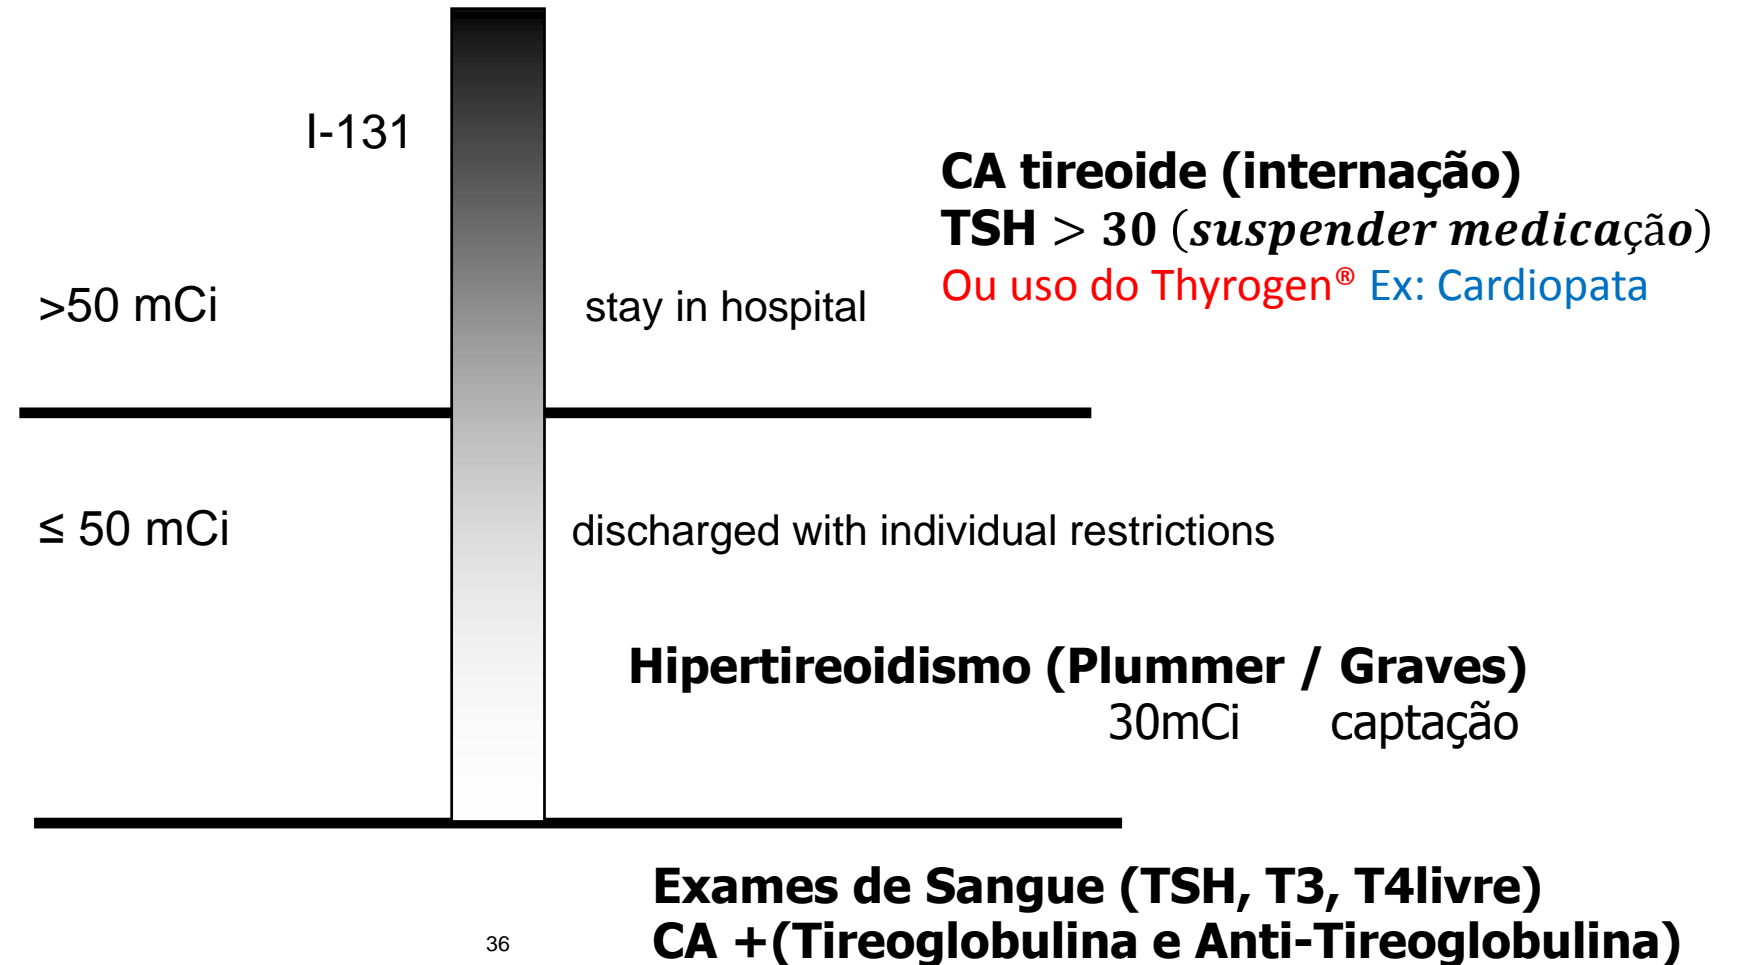 I-131
CA tireoide (internação)
TSH > 30 (suspender medicação)
Ou uso do Thyrogen® Ex: Cardiopata
>50 mCi
stay in hospital
≤ 50 mCi
discharged with individual restrictions
Hipertireoidismo (Plummer / Graves)
30mCi captação
Exames de Sangue (TSH, T3, T4livre)
CA +(Tireoglobulina e Anti-Tireoglobulina)
36